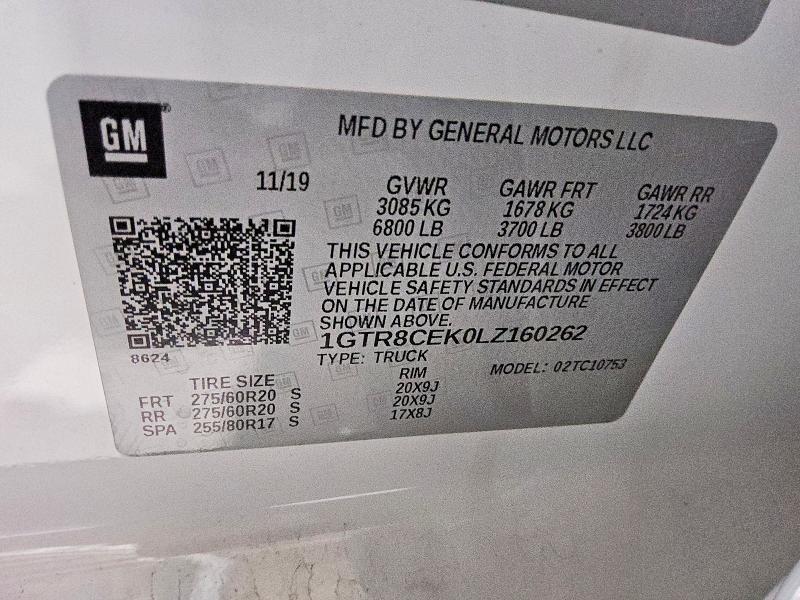 GM
MFD BY GENERAL MOTORS LLC
11/19 GVWR GAWR FRT GAWR RR
3085 KG 1678 KG 1724 KG
6800 LB 3700 LB 3800 LB
THIS VEHICLE CONFORMS TO ALL
APPLICABLE U.S. FEDERAL MOTOR
VEHICLE SAFETY STANDARDS IN EFFECT
ON THE DATE OF MANUFACTURE
SHOWN ABOVE.
1GTR8CEK0LZ160262
8624
TYPE: TRUCK MODEL: 02TC10753
TIRE SIZE RIM
FRT 275/60R20 S 20X9J
RR 275/60R20 S 20X9J
SPA 255/80R17 S 17X8J